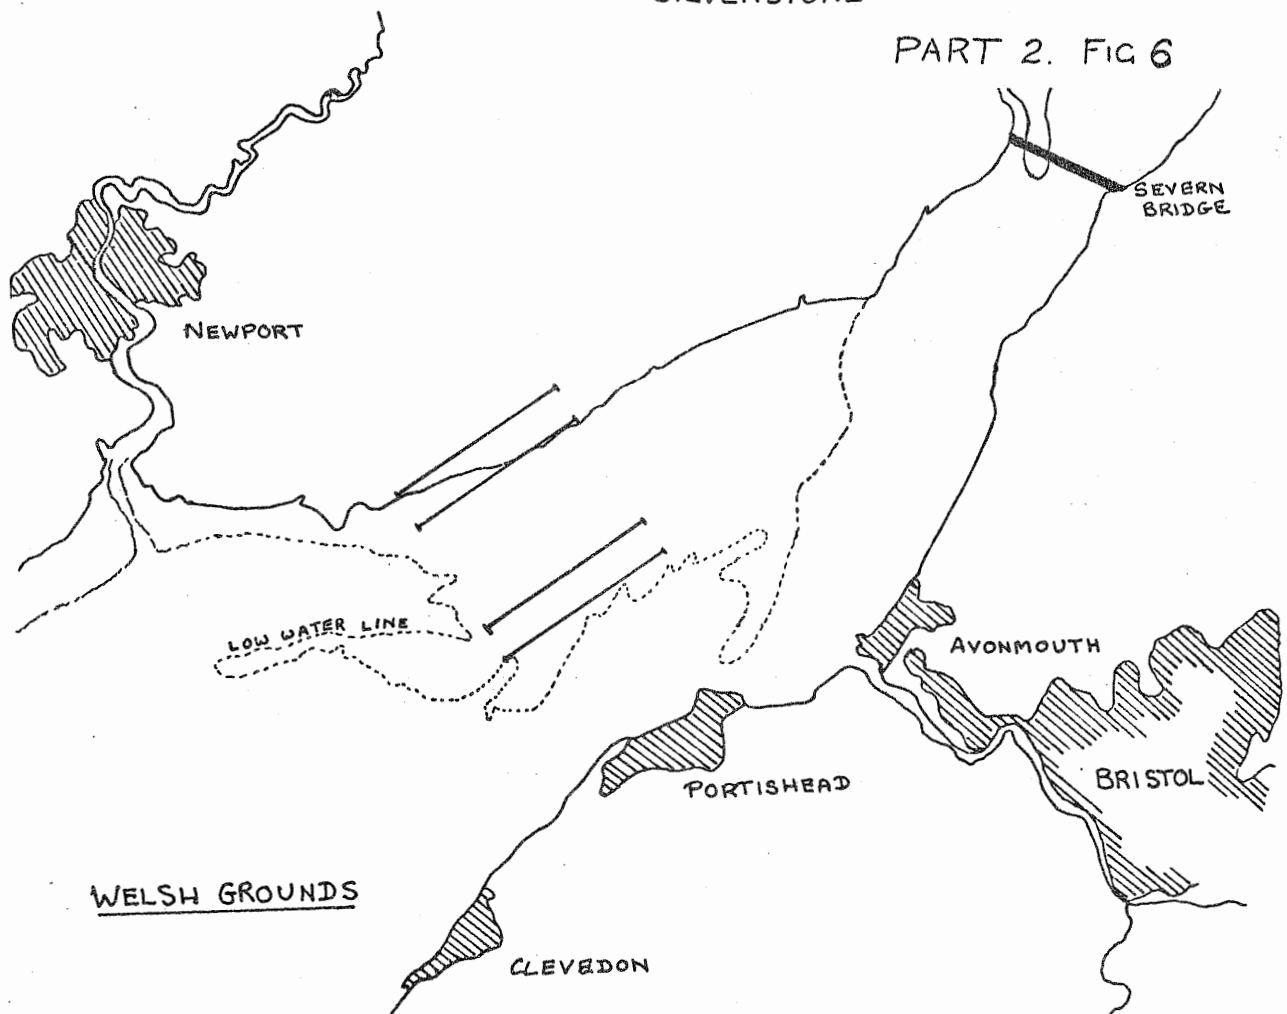 PART 2. FIG 6
SEVERN
BRIDGE
NEWPORT
LOW WATER LINE
AVONMOUTH
BRISTOL
PORTISHEAD
WELSH GROUNDS
CLEVEDON